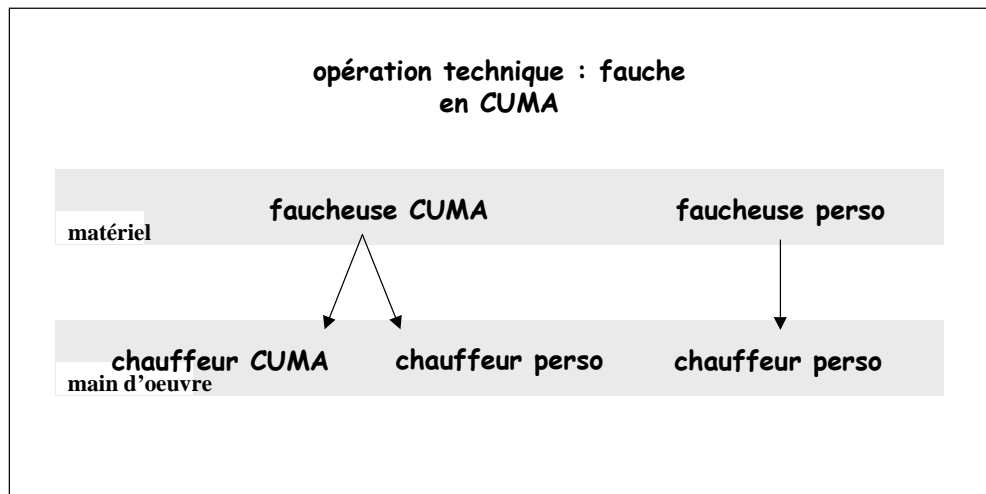 opération technique : fauche
en CUMA
faucheuse CUMA faucheuse perso
matériel
chauffeur CUMA chauffeur perso chauffeur perso
main d’oeuvre